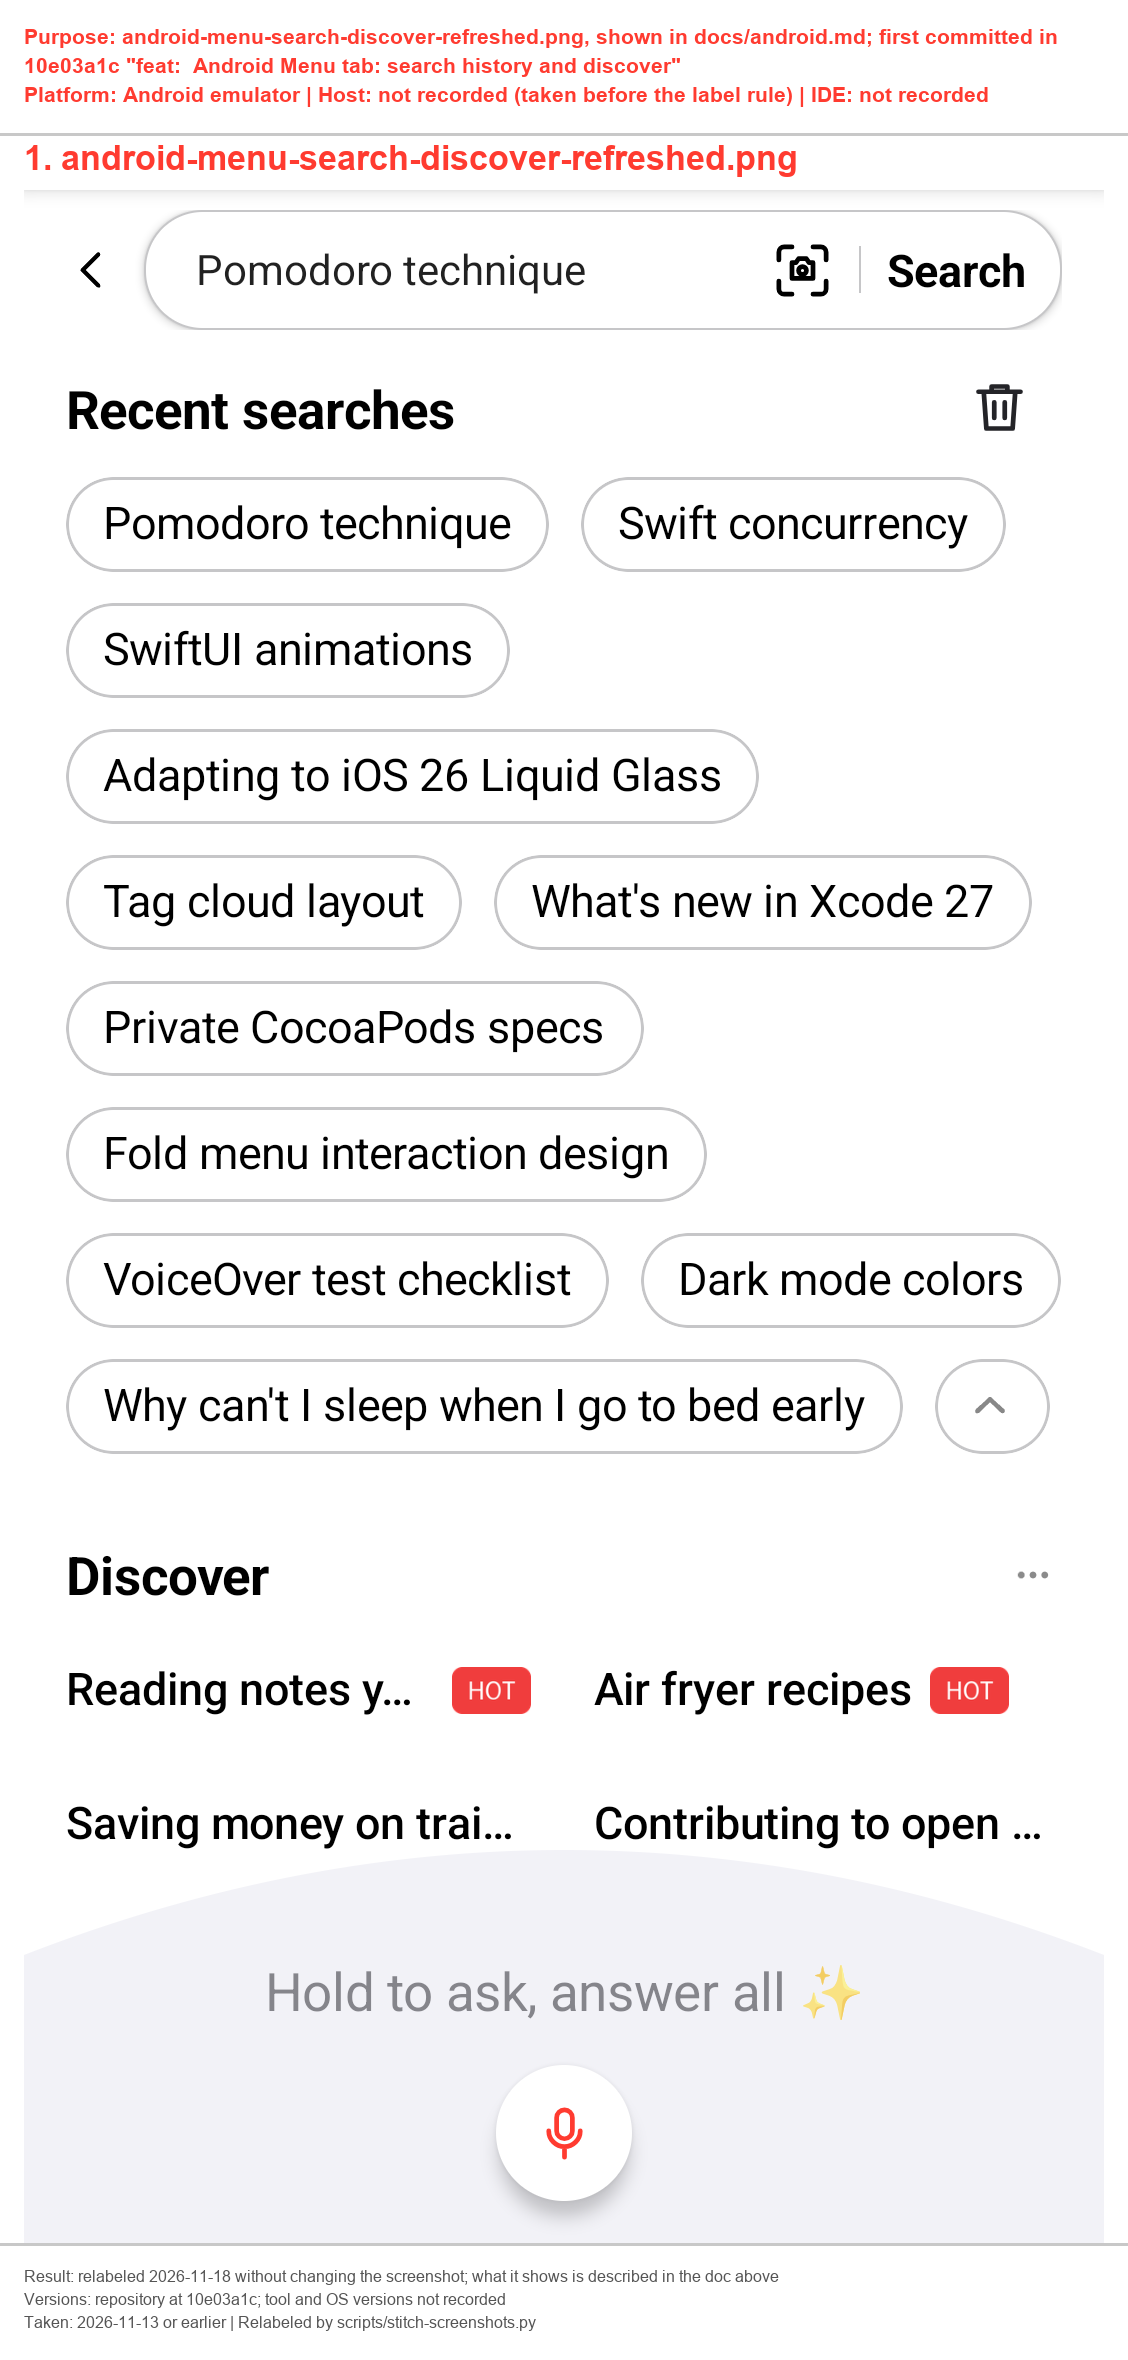 Purpose: android-menu-search-discover-refreshed.png, shown in docs/android.md; first committed in
10e03a1c "feat:  Android Menu tab: search history and discover"
Platform: Android emulator | Host: not recorded (taken before the label rule) | IDE: not recorded
1. android-menu-search-discover-refreshed.png
Pomodoro technique Search
Recent searches
Pomodoro technique Swift concurrency
SwiftUI animations
Adapting to iOS 26 Liquid Glass
Tag cloud layout What's new in Xcode 27
Private CocoaPods specs
Fold menu interaction design
VoiceOver test checklist Dark mode colors
Why can't I sleep when I go to bed early
Discover
Reading notes y... HOT Air fryer recipes HOT
Saving money on trai... Contributing to open ...
Hold to ask, answer all ✨
Result: relabeled 2026-11-18 without changing the screenshot; what it shows is described in the doc above
Versions: repository at 10e03a1c; tool and OS versions not recorded
Taken: 2026-11-13 or earlier | Relabeled by scripts/stitch-screenshots.py